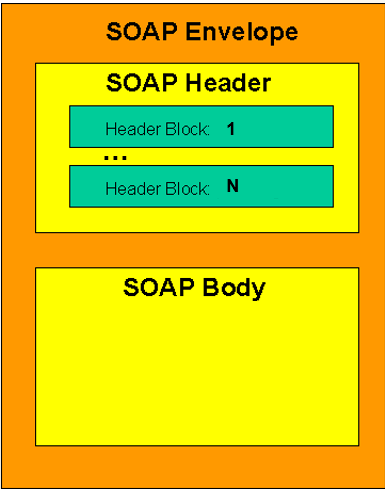 SOAP Envelope
SOAP Header
Header Block: 1
...
Header Block: N
SOAP Body